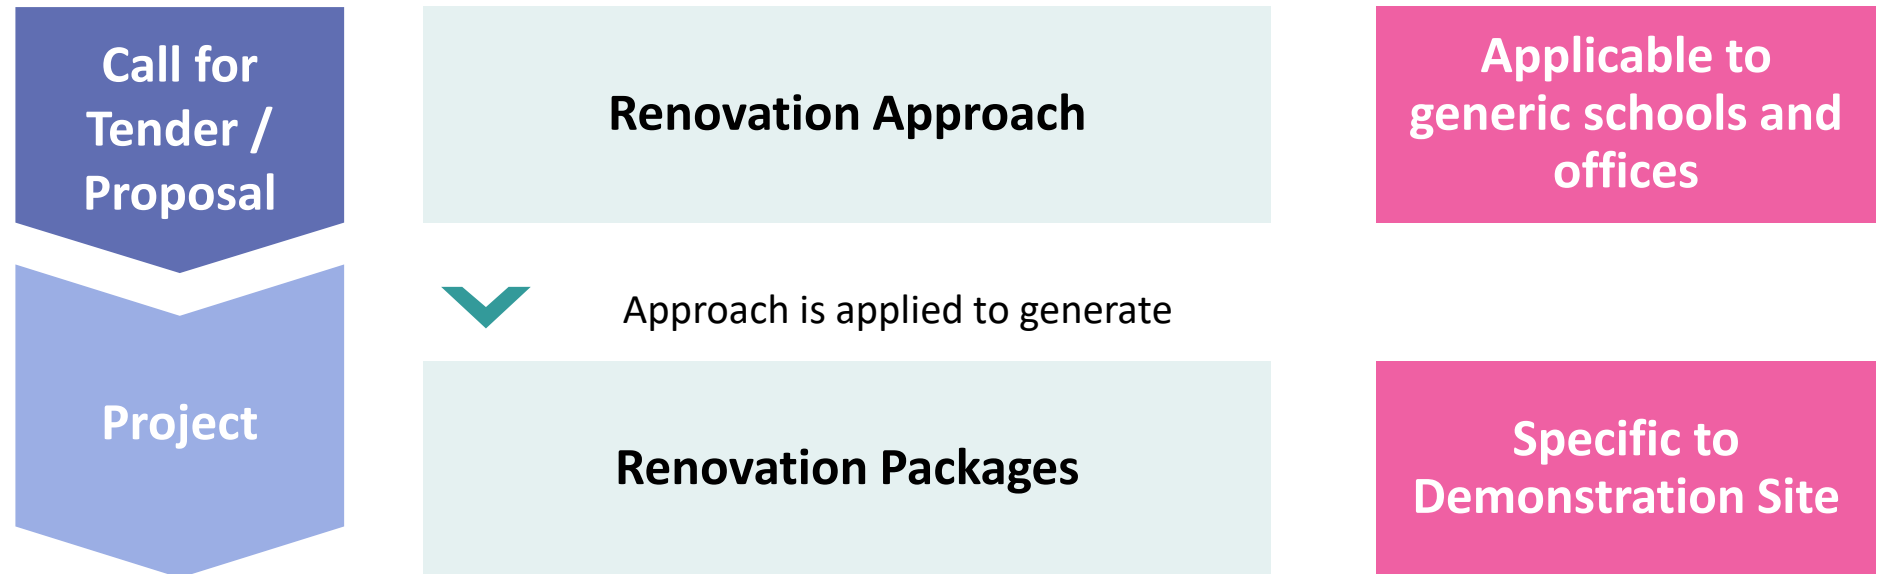 Call for
Tender /
Proposal
Renovation Approach
Applicable to
generic schools and
offices
Approach is applied to generate
Project
Renovation Packages
Specific to
Demonstration Site